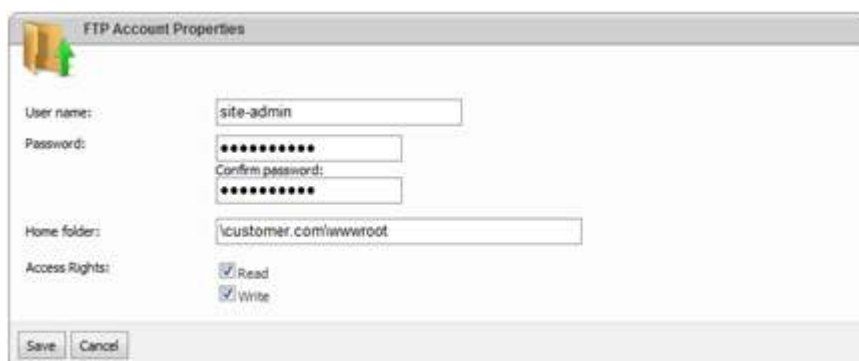 FTP Account Properties
User name: site-admin
Password: ●●●●●●●●●●
Confirm password:
●●●●●●●●●●
Home folder: \customer.com\wwwroot
Access Rights: Read
Write
Save Cancel